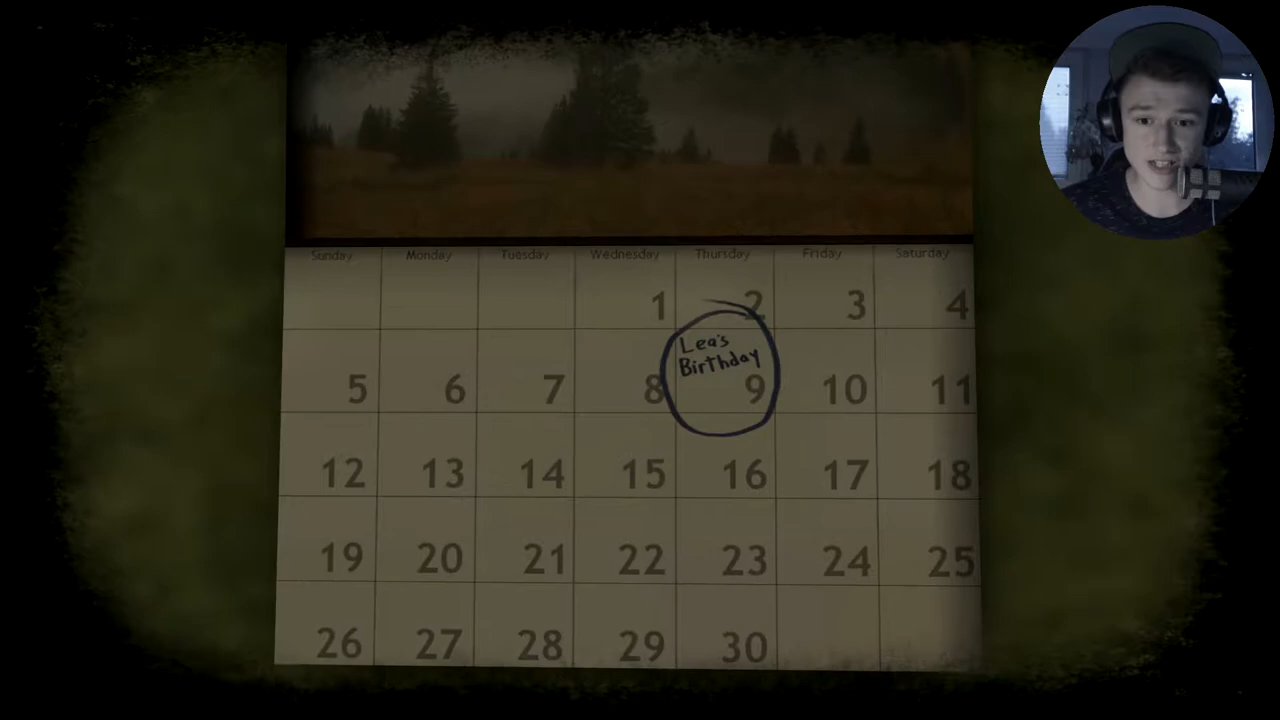 Sunday Monday Tuesday Wednesday Thursday Friday Saturday
1 2 3 4
Lea's
Birthday
5 6 7 8 9 10 11
12 13 14 15 16 17 18
19 20 21 22 23 24 25
26 27 28 29 30